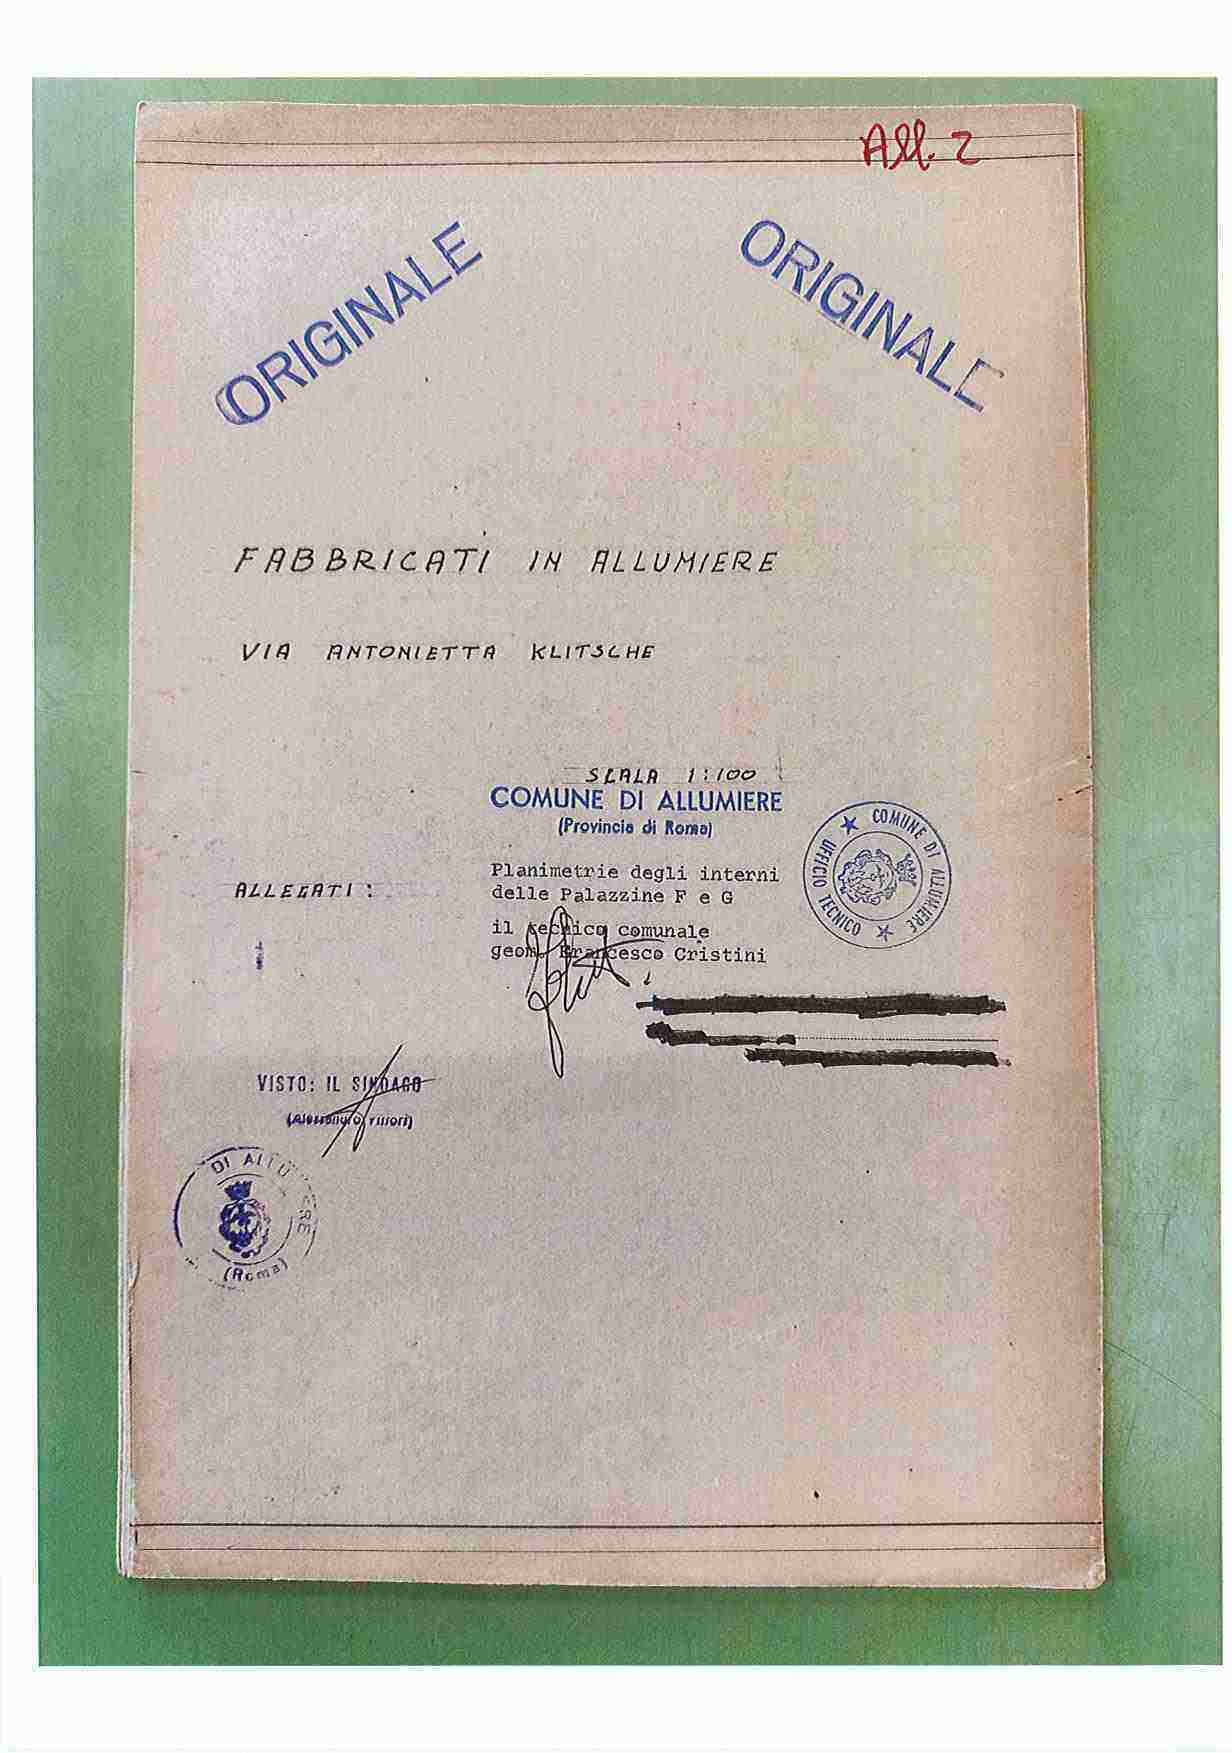 All. 2
ORIGINALE
ORIGINALE
FABBRICATI IN ALLUMIERE
VIA ANTONIETTA KLITSCHE
SCALA 1:100
COMUNE DI ALLUMIERE
(Provincia di Roma)
Planimetrie degli interni
delle Palazzine F e G
il tecnico comunale
geom. Francesco Cristini
COMUNE DI ALLUMIERE
UFFICIO TECNICO
ALLEGATI:
VISTO: IL SINDACO
DI ALLUMIERE
(Roma)